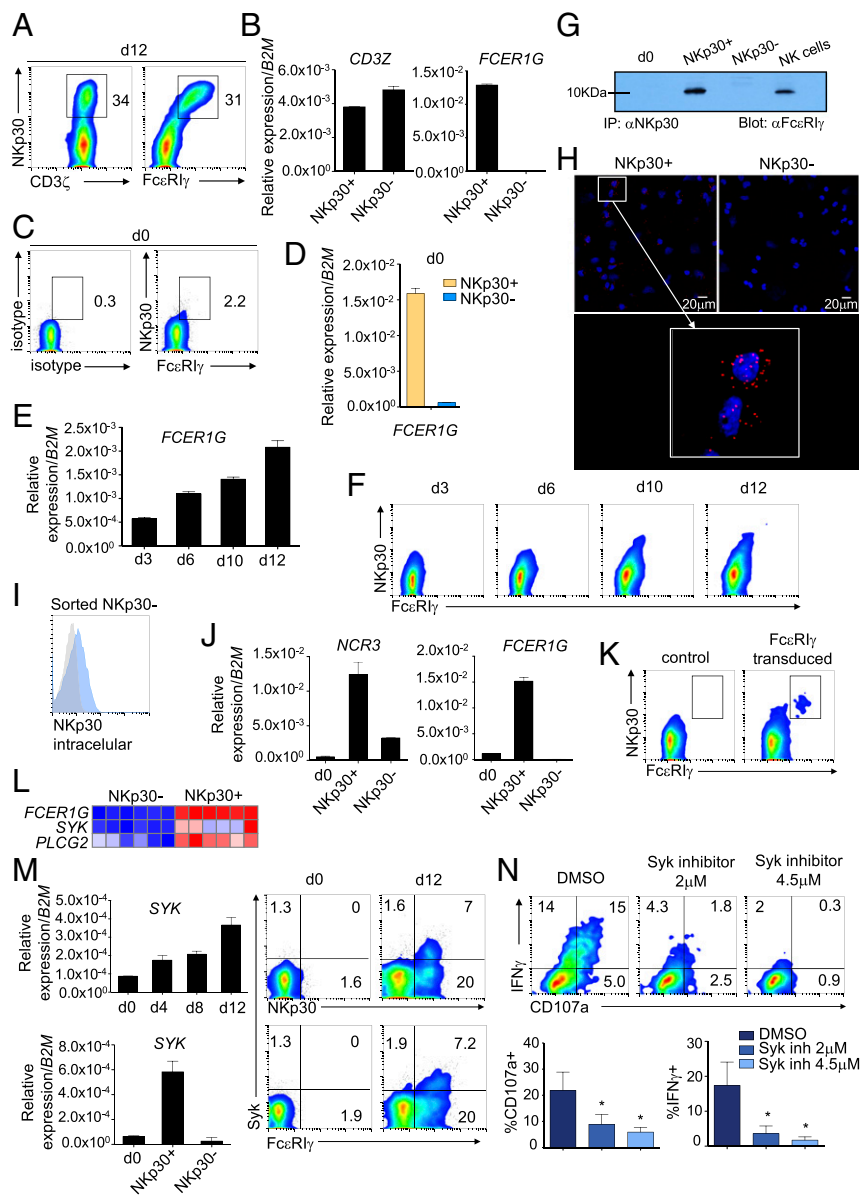 A
d12
NKp30
34
31
CD3ζ
FcεRIγ
B
Relative expression/B2M
CD3Z
FCER1G
6.0x10⁻³
4.0x10⁻³
2.0x10⁻³
0.0x10⁰
1.5x10⁻²
1.0x10⁻²
5.0x10⁻³
0.0x10⁰
NKp30+
NKp30-
NKp30+
NKp30-
G
d0
NKp30+
NKp30-
NK cells
10KDa
IP: αNKp30
Blot: αFcεRIγ
H
NKp30+
NKp30-
20μm
20μm
C
d0
isotype
0.3
NKp30
2.2
isotype
FcεRIγ
D
Relative expression/B2M
d0
2.0x10⁻²
1.5x10⁻²
1.0x10⁻²
5.0x10⁻³
0.0x10⁰
NKp30+
NKp30-
FCER1G
E
Relative
expression/B2M
FCER1G
2.5x10⁻³
2.0x10⁻³
1.5x10⁻³
1.0x10⁻³
5.0x10⁻⁴
0.0x10⁰
d3
d6
d10
d12
F
d3
d6
d10
d12
NKp30
FcεRIγ
I
Sorted NKp30-
NKp30
intracelular
J
Relative
expression/B2M
NCR3
FCER1G
1.5x10⁻²
1.0x10⁻²
5.0x10⁻³
0.0x10⁰
2.0x10⁻²
1.5x10⁻²
1.0x10⁻²
5.0x10⁻³
0.0x10⁰
d0
NKp30+
NKp30-
d0
NKp30+
NKp30-
K
control
FcεRIγ
transduced
NKp30
FcεRIγ
L
NKp30-
NKp30+
FCER1G
SYK
PLCG2
M
Relative
expression/B2M
SYK
5.0x10⁻⁴
4.0x10⁻⁴
3.0x10⁻⁴
2.0x10⁻⁴
1.0x10⁻⁴
0.0x10⁰
d0
d4
d8
d12
Relative
expression/B2M
SYK
8.0x10⁻⁴
6.0x10⁻⁴
4.0x10⁻⁴
2.0x10⁻⁴
0.0x10⁰
d0
NKp30+
NKp30-
d0
d12
1.3
0
1.6
7
1.6
20
NKp30
1.3
0
1.9
7.2
1.9
20
Syk
FcεRIγ
N
DMSO
Syk inhibitor
2μM
Syk inhibitor
4.5μM
14
15
4.3
1.8
2
0.3
5.0
2.5
0.9
IFNγ
CD107a
%CD107a+
40
30
20
10
0
*
*
%IFNγ+
30
20
10
0
*
*
DMSO
Syk inh 2μM
Syk inh 4.5μM